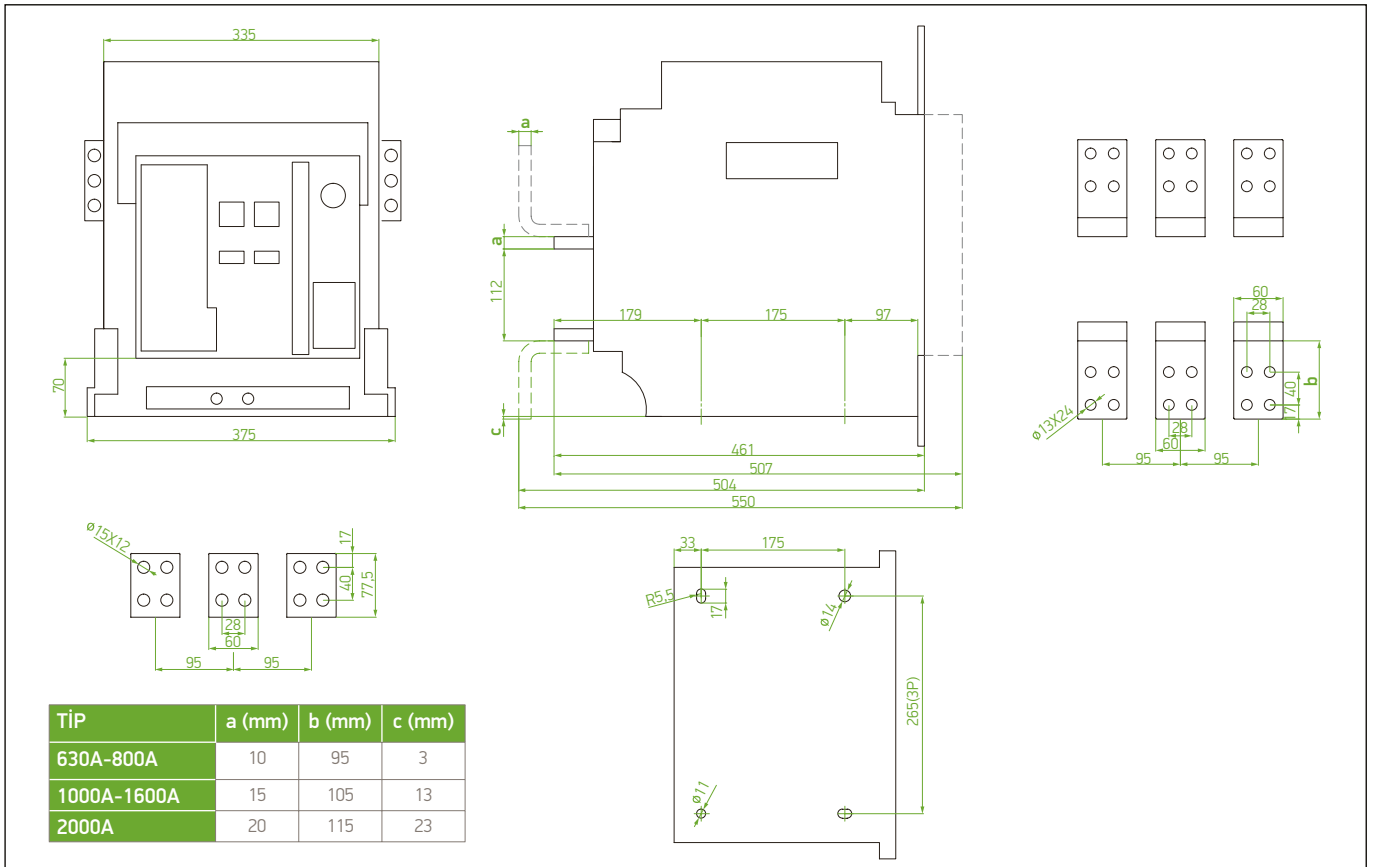 335
a
a
112
179
175
97
70
375
c
461
507
504
550
60
28
b
40
17
ø13X24
28
60
95
95
ø15X12
17
40
77,5
28
60
95
95
33
175
R5,5
17
ø14
265(3P)
ø11
TİP a (mm) b (mm) c (mm)
630A-800A 10 95 3
1000A-1600A 15 105 13
2000A 20 115 23